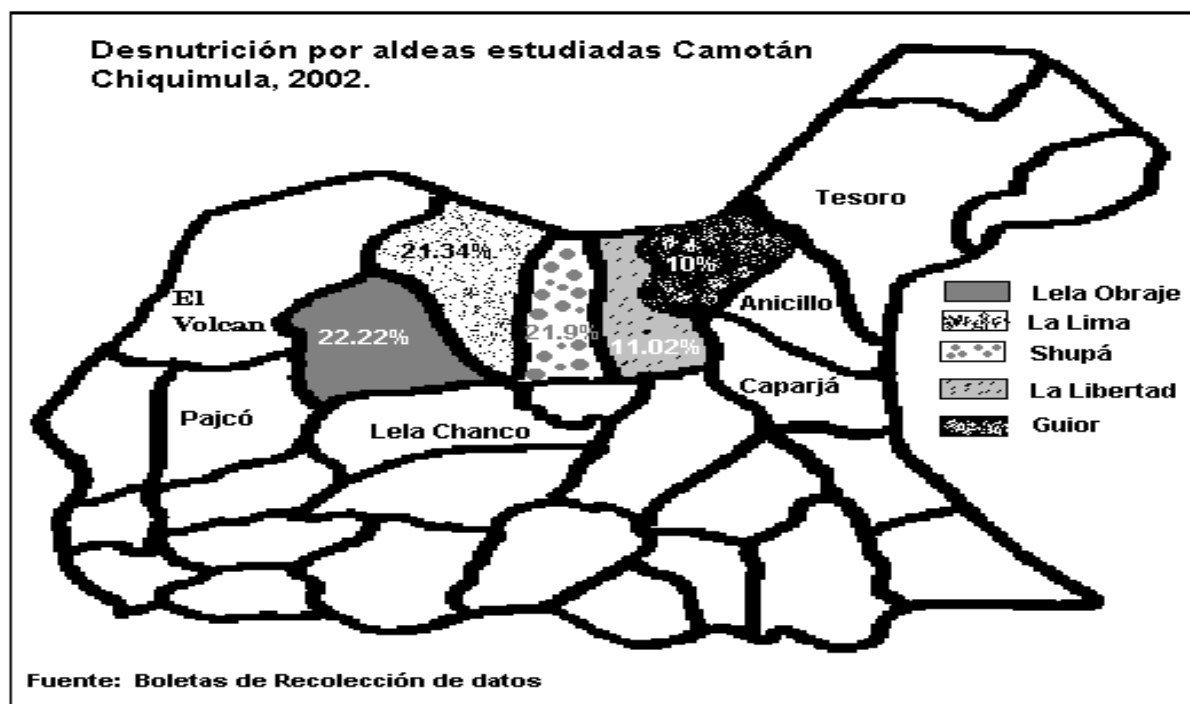 Desnutrición por aldeas estudiadas Camotán
Chiquimula, 2002.
Tesoro
21.34%
10%
El
Volcan
Anicillo
22.22%
21.9%
11.02%
Caparjá
Pajcó
Lela Chanco
Lela Obraje
La Lima
Shupá
La Libertad
Guior
Fuente: Boletas de Recolección de datos